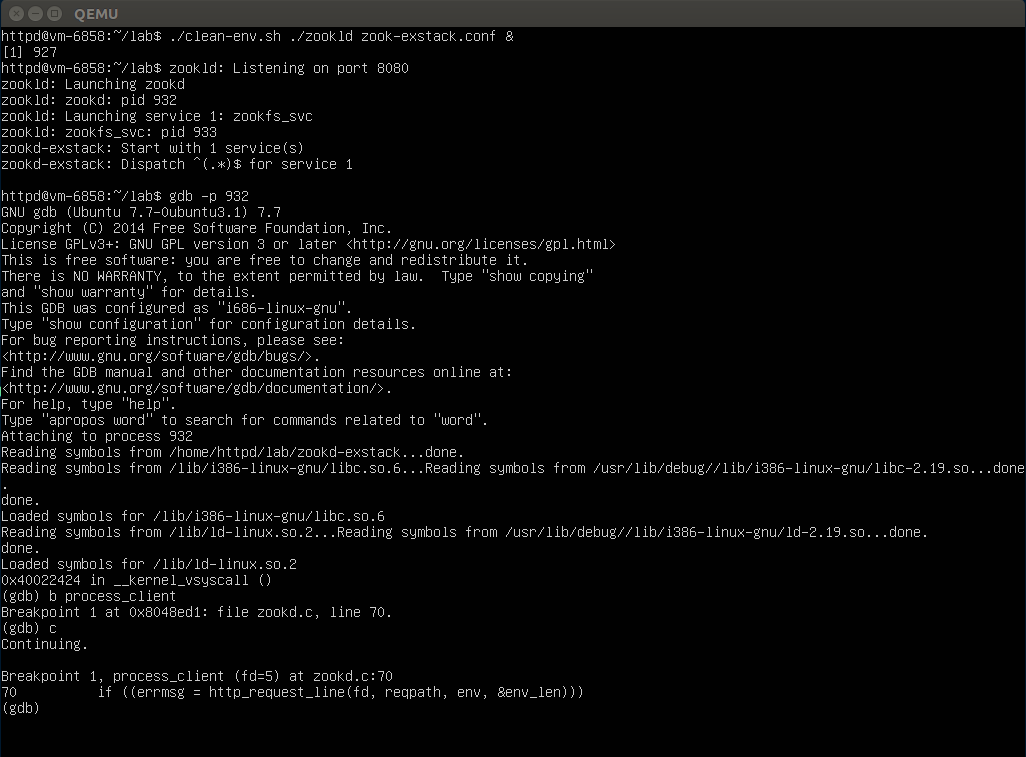 QEMU
httpd@vm-6858:~/lab$ ./clean-env.sh ./zookld zook-exstack.conf &
[1] 927
httpd@vm-6858:~/lab$ zookld: Listening on port 8080
zookld: Launching zookd
zookld: zookd: pid 932
zookld: Launching service 1: zookfs_svc
zookld: zookfs_svc: pid 933
zookd-exstack: Start with 1 service(s)
zookd-exstack: Dispatch ^(.*)$ for service 1
httpd@vm-6858:~/lab$ gdb -p 932
GNU gdb (Ubuntu 7.7-0ubuntu3.1) 7.7
Copyright (C) 2014 Free Software Foundation, Inc.
License GPLv3+: GNU GPL version 3 or later <http://gnu.org/licenses/gpl.html>
This is free software: you are free to change and redistribute it.
There is NO WARRANTY, to the extent permitted by law.  Type "show copying"
and "show warranty" for details.
This GDB was configured as "i686-linux-gnu".
Type "show configuration" for configuration details.
For bug reporting instructions, please see:
<http://www.gnu.org/software/gdb/bugs/>.
Find the GDB manual and other documentation resources online at:
<http://www.gnu.org/software/gdb/documentation/>.
For help, type "help".
Type "apropos word" to search for commands related to "word".
Attaching to process 932
Reading symbols from /home/httpd/lab/zookd-exstack...done.
Reading symbols from /lib/i386-linux-gnu/libc.so.6...Reading symbols from /usr/lib/debug//lib/i386-linux-gnu/libc-2.19.so...done
.
done.
Loaded symbols for /lib/i386-linux-gnu/libc.so.6
Reading symbols from /lib/ld-linux.so.2...Reading symbols from /usr/lib/debug//lib/i386-linux-gnu/ld-2.19.so...done.
done.
Loaded symbols for /lib/ld-linux.so.2
0x40022424 in __kernel_vsyscall ()
(gdb) b process_client
Breakpoint 1 at 0x8048ed1: file zookd.c, line 70.
(gdb) c
Continuing.
Breakpoint 1, process_client (fd=5) at zookd.c:70
70          if ((errmsg = http_request_line(fd, reqpath, env, &env_len)))
(gdb)